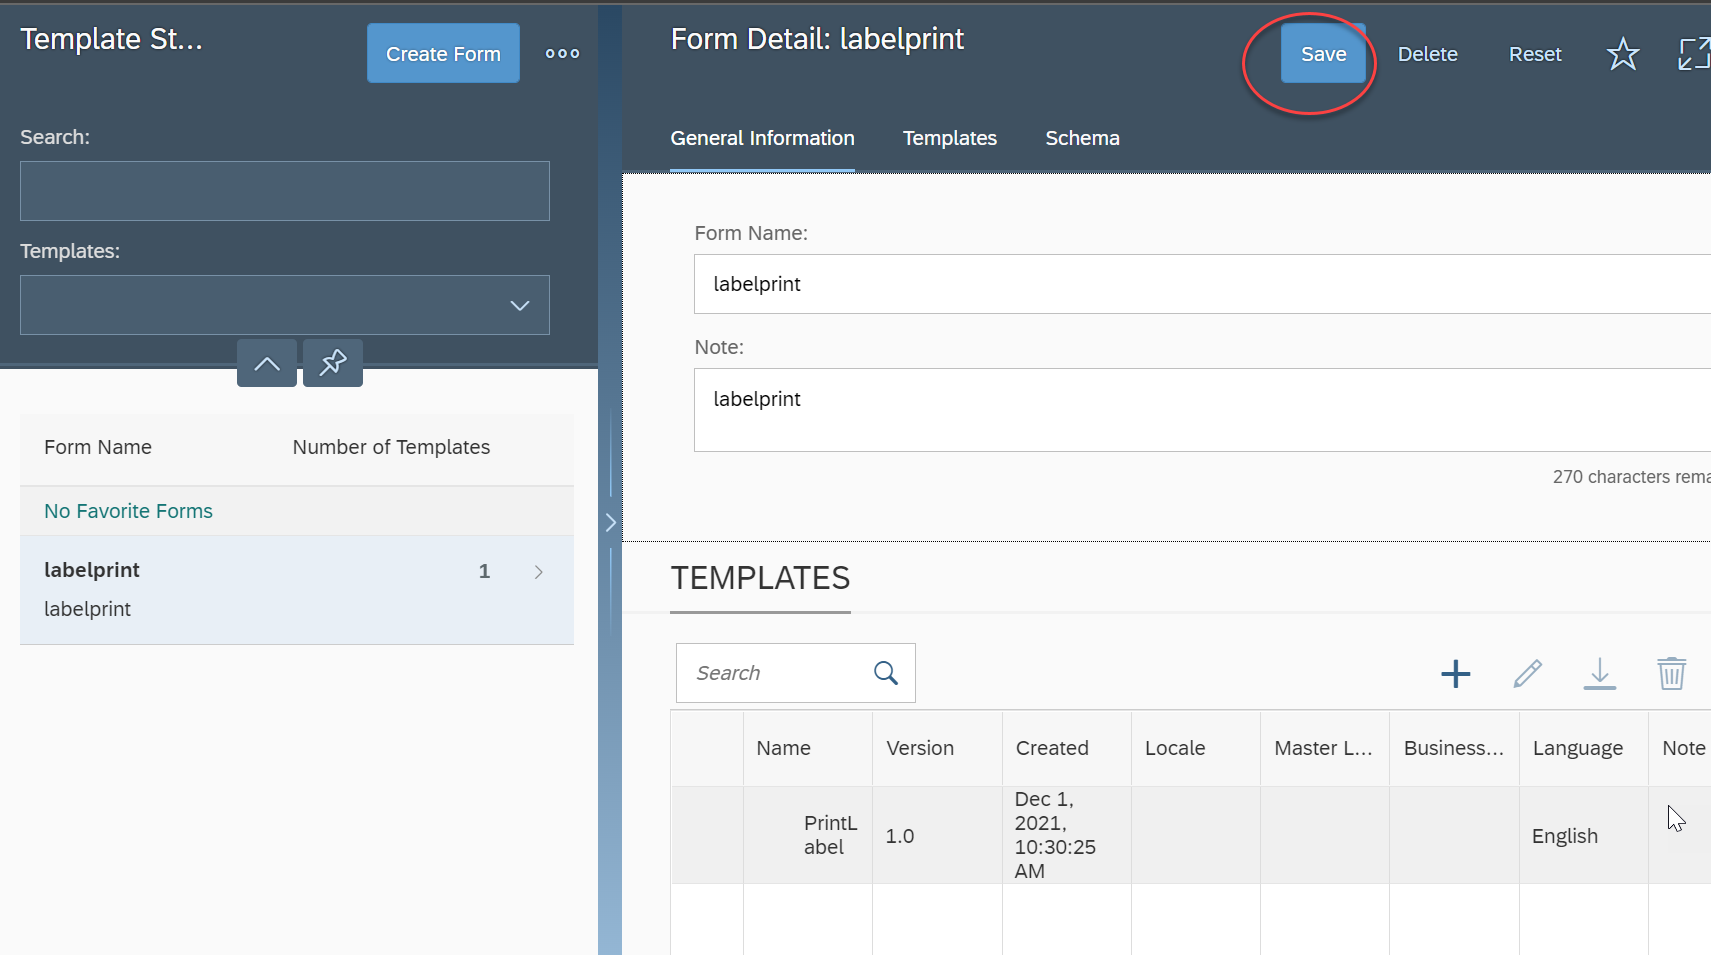 Template St...
Create Form
Search:
Templates:
Form Name Number of Templates
No Favorite Forms
labelprint 1
labelprint
Form Detail: labelprint
Save Delete Reset
General Information Templates Schema
Form Name:
labelprint
Note:
labelprint
270 characters rema
TEMPLATES
Search
Name Version Created Locale Master L... Business... Language Note
PrintL
abel
1.0
Dec 1,
2021,
10:30:25
AM
English